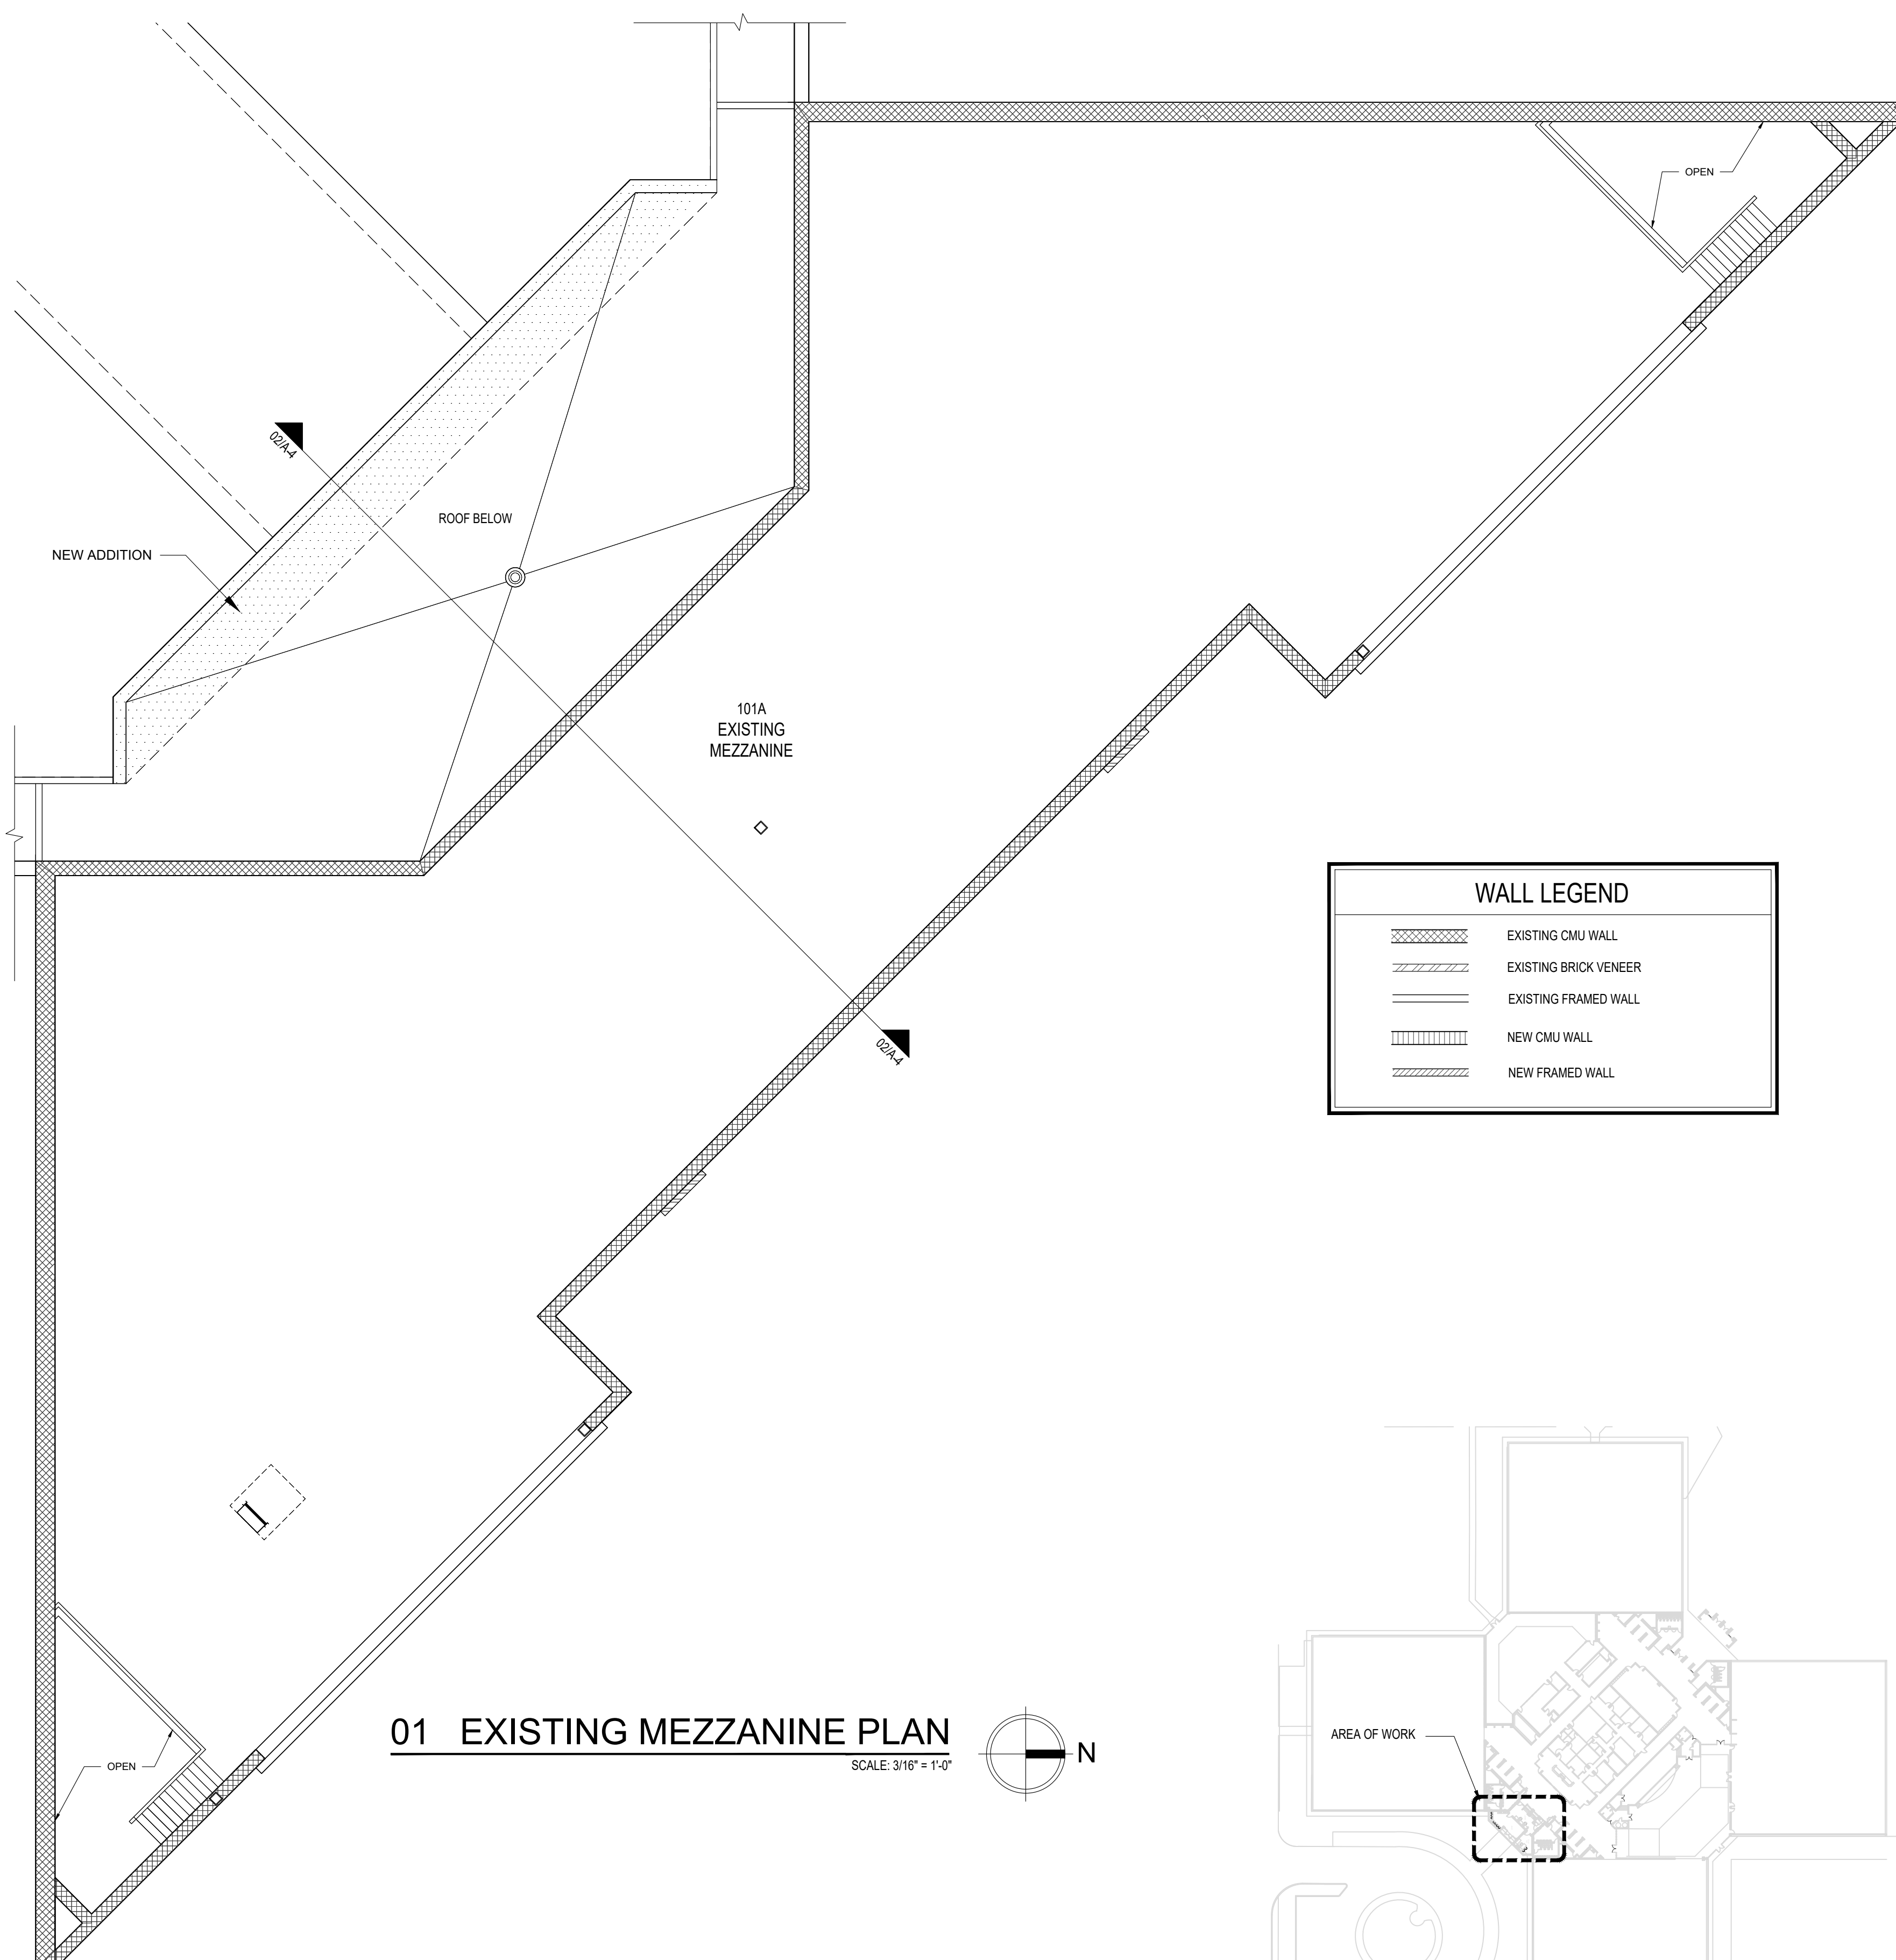 OPEN
02/A-4
ROOF BELOW
NEW ADDITION
101A
EXISTING
MEZZANINE
02/A-4
WALL LEGEND
EXISTING CMU WALL
EXISTING BRICK VENEER
EXISTING FRAMED WALL
NEW CMU WALL
NEW FRAMED WALL
OPEN
01 EXISTING MEZZANINE PLAN
SCALE: 3/16" = 1'-0"
N
AREA OF WORK